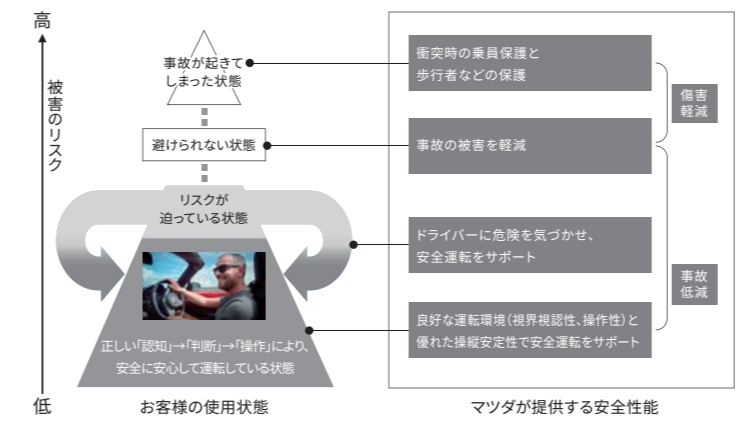 高
被害のリスク
低
事故が起きて
しまった状態
避けられない状態
リスクが
迫っている状態
正しい「認知」→「判断」→「操作」により、
安全に安心して運転している状態
お客様の使用状態
衝突時の乗員保護と
歩行者などの保護
事故の被害を軽減
ドライバーに危険を気づかせ、
安全運転をサポート
良好な運転環境(視界視認性、操作性)と
優れた操縦安定性で安全運転をサポート
傷害
軽減
事故
低減
マツダが提供する安全性能